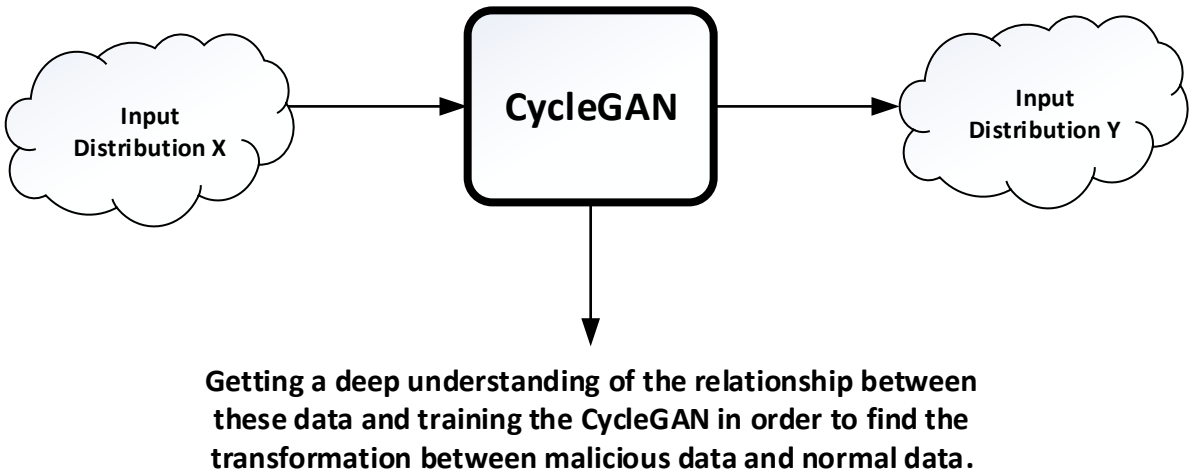 Input
Distribution X
CycleGAN
Input
Distribution Y
Getting a deep understanding of the relationship between
these data and training the CycleGAN in order to find the
transformation between malicious data and normal data.